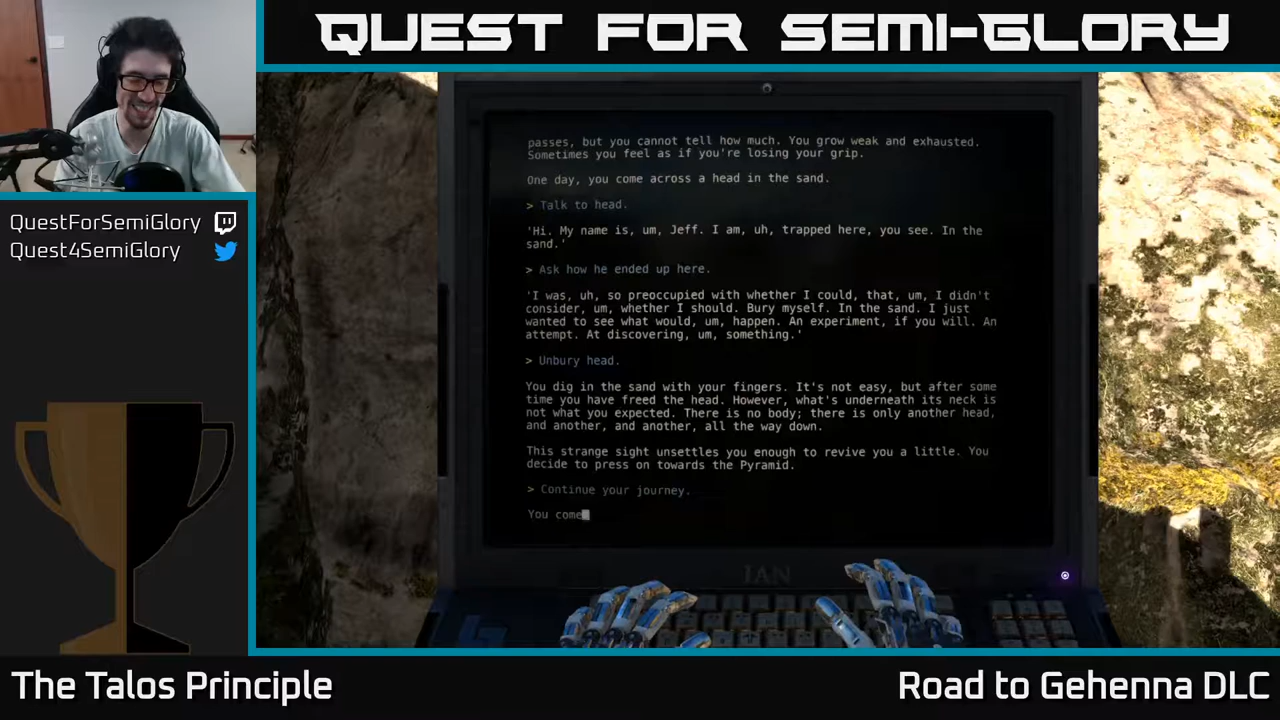 QUEST FOR SEMI-GLORY
QuestForSemiGlory
Quest4SemiGlory
passes, but you cannot tell how much. You grow weak and exhausted.
Sometimes you feel as if you're losing your grip.
One day, you come across a head in the sand.
> Talk to head.
'Hi. My name is, um, Jeff. I am, uh, trapped here, you see. In the
sand.'
> Ask how he ended up here.
'I was, uh, so preoccupied with whether I could, that, um, I didn't
consider, um, whether I should. Bury myself. In the sand. I just
wanted to see what would, um, happen. An experiment, if you will. An
attempt. At discovering, um, something.'
> Unbury head.
You dig in the sand with your fingers. It's not easy, but after some
time you have freed the head. However, what's underneath its neck is
not what you expected. There is no body; there is only another head,
and another, and another, all the way down.
This strange sight unsettles you enough to revive you a little. You
decide to press on towards the Pyramid.
> Continue your journey.
You come
IAN
The Talos Principle
Road to Gehenna DLC